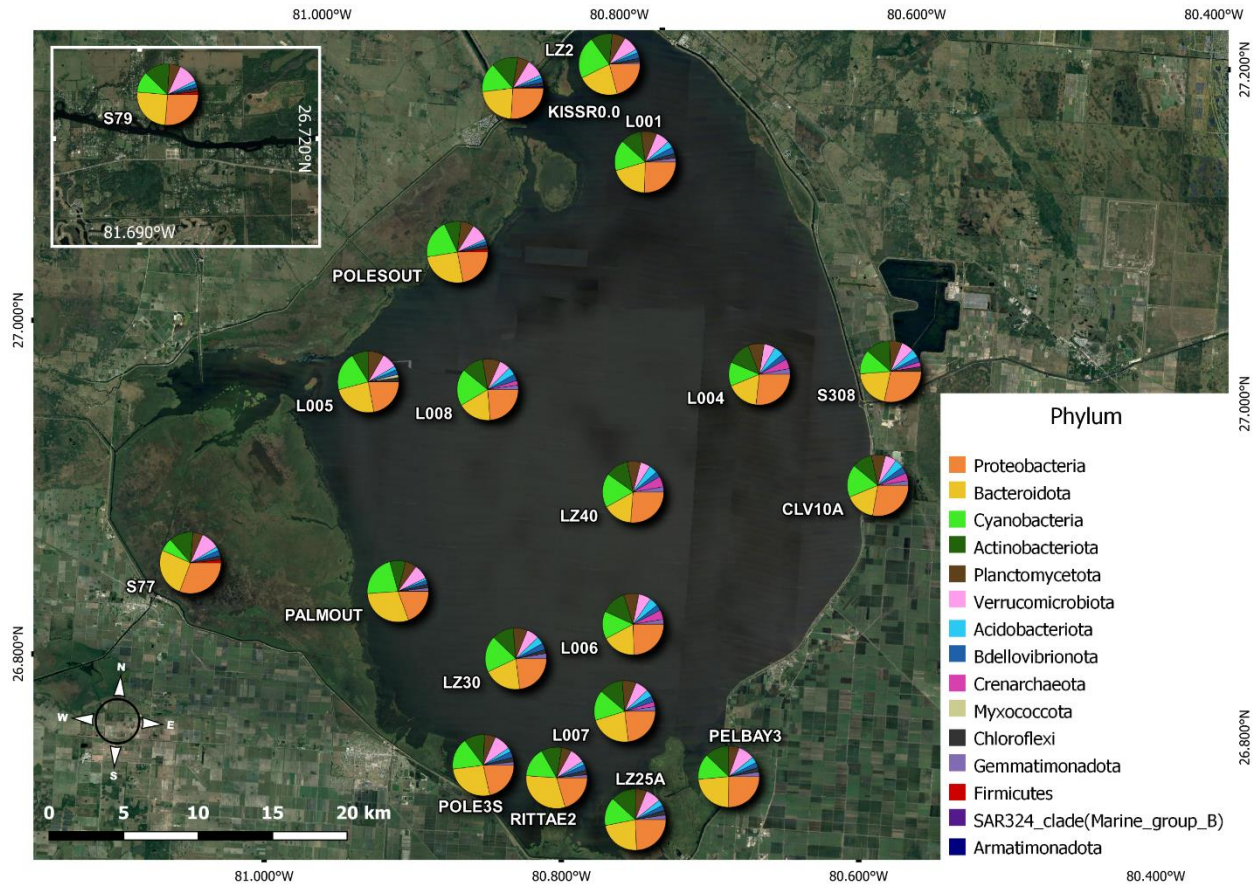 81.000°W 80.800°W 80.600°W 80.400°W
LZ2
27.200°N
S79
26.720°N
81.690°W
KISSR0.0
L001
POLESOUT
27.000°N
L005
L008
L004
S308
27.000°N
Phylum
Proteobacteria
Bacteroidota
Cyanobacteria
Actinobacteriota
Planctomycetota
Verrucomicrobiota
Acidobacteriota
Bdellovibrionota
Crenarchaeota
Myxococcota
Chloroflexi
Gemmatimonadota
Firmicutes
SAR324_clade(Marine_group_B)
Armatimonadota
LZ40
CLV10A
S77
PALMOUT
L006
26.800°N
LZ30
N
W E
S
L007
PELBAY3
26.800°N
LZ25A
POLE3S
RITTAE2
0 5 10 15 20 km
81.000°W 80.800°W 80.600°W 80.400°W